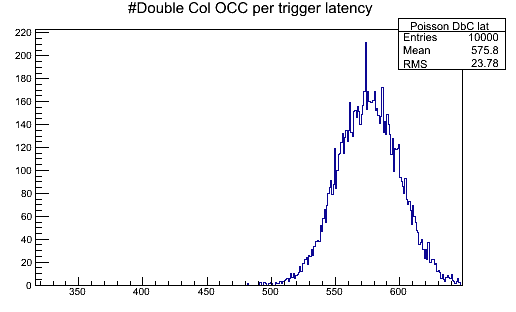 #Double Col OCC per trigger latency
Poisson DbC lat
Entries 10000
Mean 575.8
RMS 23.78
220
200
180
160
140
120
100
80
60
40
20
0
350 400 450 500 550 600